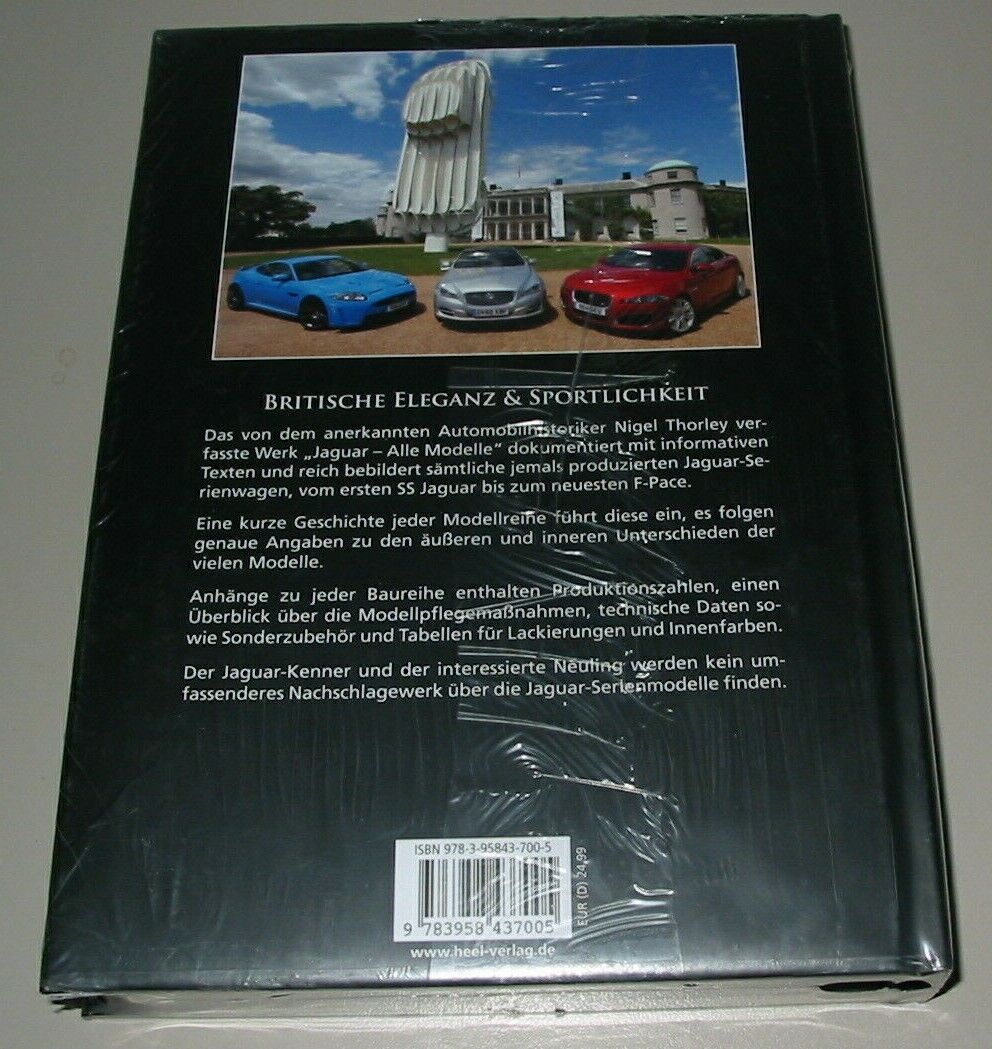 BRITISCHE ELEGANZ & SPORTLICHKEIT
Das von dem anerkannten Automobilhistoriker Nigel Thorley ver-
fasste Werk „Jaguar – Alle Modelle“ dokumentiert mit informativen
Texten und reich bebildert sämtliche jemals produzierten Jaguar-Se-
rienwagen, vom ersten SS Jaguar bis zum neuesten F-Pace.
Eine kurze Geschichte jeder Modellreihe führt diese ein, es folgen
genaue Angaben zu den äußeren und inneren Unterschieden der
vielen Modelle.
Anhänge zu jeder Baureihe enthalten Produktionszahlen, einen
Überblick über die Modellpflegemaßnahmen, technische Daten so-
wie Sonderzubehör und Tabellen für Lackierungen und Innenfarben.
Der Jaguar-Kenner und der interessierte Neuling werden kein um-
fassenderes Nachschlagewerk über die Jaguar-Serienmodelle finden.
ISBN 978-3-95843-700-5
9 783958 437005
EUR (D) 24,99
www.heel-verlag.de